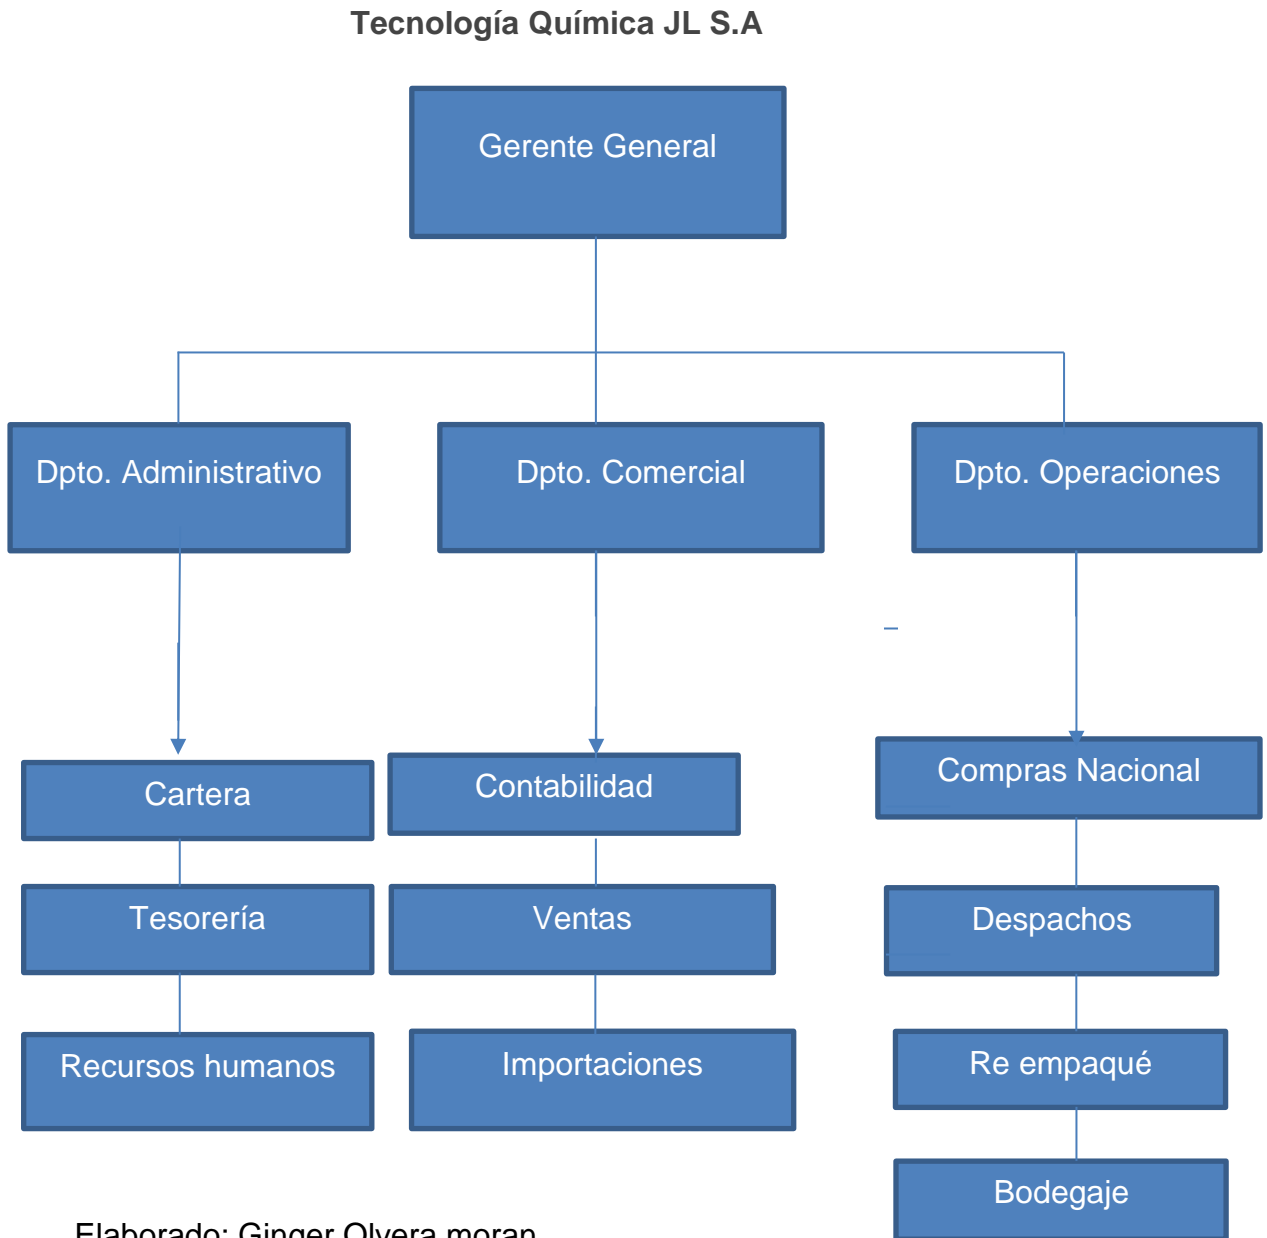 Tecnología Química JL S.A
Gerente General
Dpto. Administrativo
Dpto. Comercial
Dpto. Operaciones
Cartera
Contabilidad
Compras Nacional
Tesorería
Ventas
Despachos
Recursos humanos
Importaciones
Re empaqué
Bodegaje
Elaborado: Ginger Olvera moran